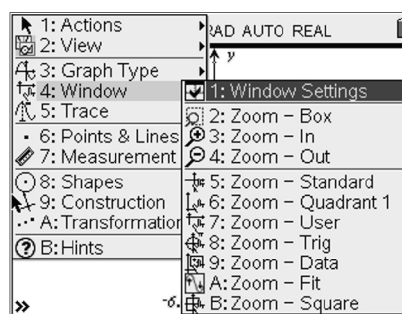 1: Actions
2: View
3: Graph Type
4: Window
5: Trace
6: Points & Lines
7: Measurement
8: Shapes
9: Construction
A: Transformation
B: Hints
RAD AUTO REAL
y
1: Window Settings
2: Zoom – Box
3: Zoom – In
4: Zoom – Out
5: Zoom – Standard
6: Zoom – Quadrant 1
7: Zoom – User
8: Zoom – Trig
9: Zoom – Data
A: Zoom – Fit
B: Zoom – Square
»
-6.